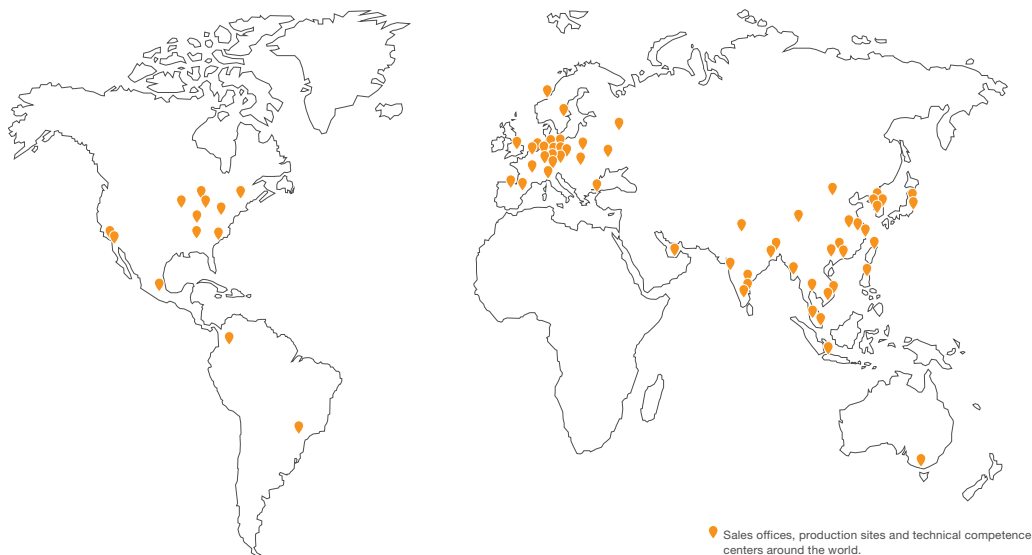 Sales offices, production sites and technical competence
centers around the world.